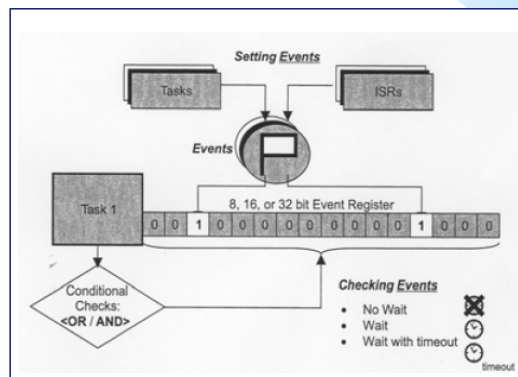 Setting Events
Tasks
ISRs
Events
Task 1
8, 16, or 32 bit Event Register
0 0 1 0 0 0 0 0 0 0 0 0 1 0 0 0
Conditional
Checks:
<OR / AND>
Checking Events
• No Wait
• Wait
• Wait with timeout
timeout